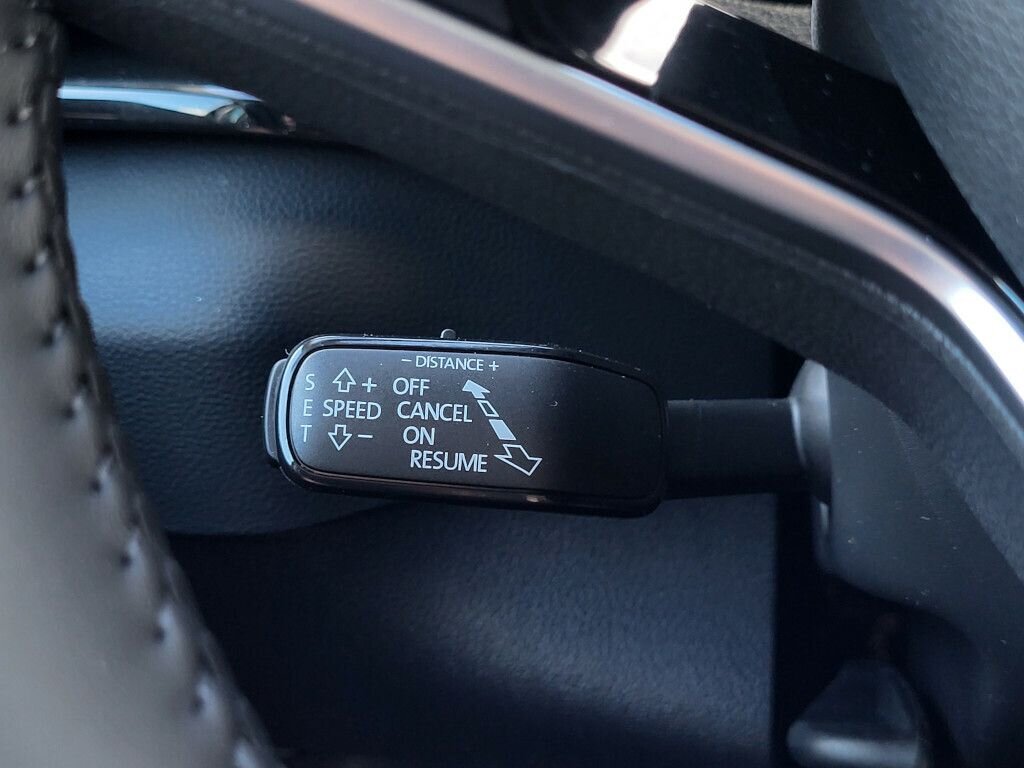 – DISTANCE +
S + OFF
E SPEED CANCEL
T – ON
RESUME